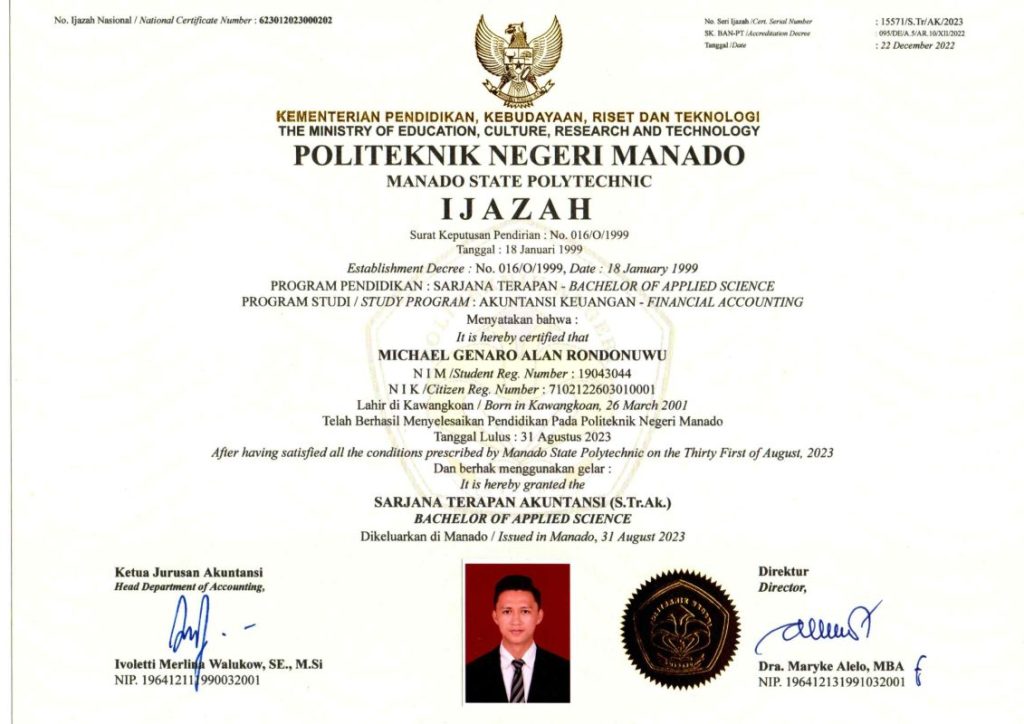 No. Ijazah Nasional / National Certificate Number : 623012023000202
No. Seri Ijazah /Cert. Serial Number : 15571/S.Tr/AK/2023
SK. BAN-PT /Accreditation Decree : 095/DE/A.5/AR.10/XII/2022
Tanggal /Date : 22 December 2022
KEMENTERIAN PENDIDIKAN, KEBUDAYAAN, RISET DAN TEKNOLOGI
THE MINISTRY OF EDUCATION, CULTURE, RESEARCH AND TECHNOLOGY
POLITEKNIK NEGERI MANADO
MANADO STATE POLYTECHNIC
IJAZAH
Surat Keputusan Pendirian : No. 016/O/1999
Tanggal : 18 Januari 1999
Establishment Decree : No. 016/O/1999, Date : 18 January 1999
PROGRAM PENDIDIKAN : SARJANA TERAPAN - BACHELOR OF APPLIED SCIENCE
PROGRAM STUDI / STUDY PROGRAM : AKUNTANSI KEUANGAN - FINANCIAL ACCOUNTING
Menyatakan bahwa :
It is hereby certified that
MICHAEL GENARO ALAN RONDONUWU
N I M /Student Reg. Number : 19043044
N I K /Citizen Reg. Number : 7102122603010001
Lahir di Kawangkoan / Born in Kawangkoan, 26 March 2001
Telah Berhasil Menyelesaikan Pendidikan Pada Politeknik Negeri Manado
Tanggal Lulus : 31 Agustus 2023
After having satisfied all the conditions prescribed by Manado State Polytechnic on the Thirty First of August, 2023
Dan berhak menggunakan gelar :
It is hereby granted the
SARJANA TERAPAN AKUNTANSI (S.Tr.Ak.)
BACHELOR OF APPLIED SCIENCE
Dikeluarkan di Manado / Issued in Manado, 31 August 2023
Ketua Jurusan Akuntansi
Head Department of Accounting,
Ivoletti Merlina Walukow, SE., M.Si
NIP. 196412111990032001
Direktur
Director,
Dra. Maryke Alelo, MBA
NIP. 196412131991032001